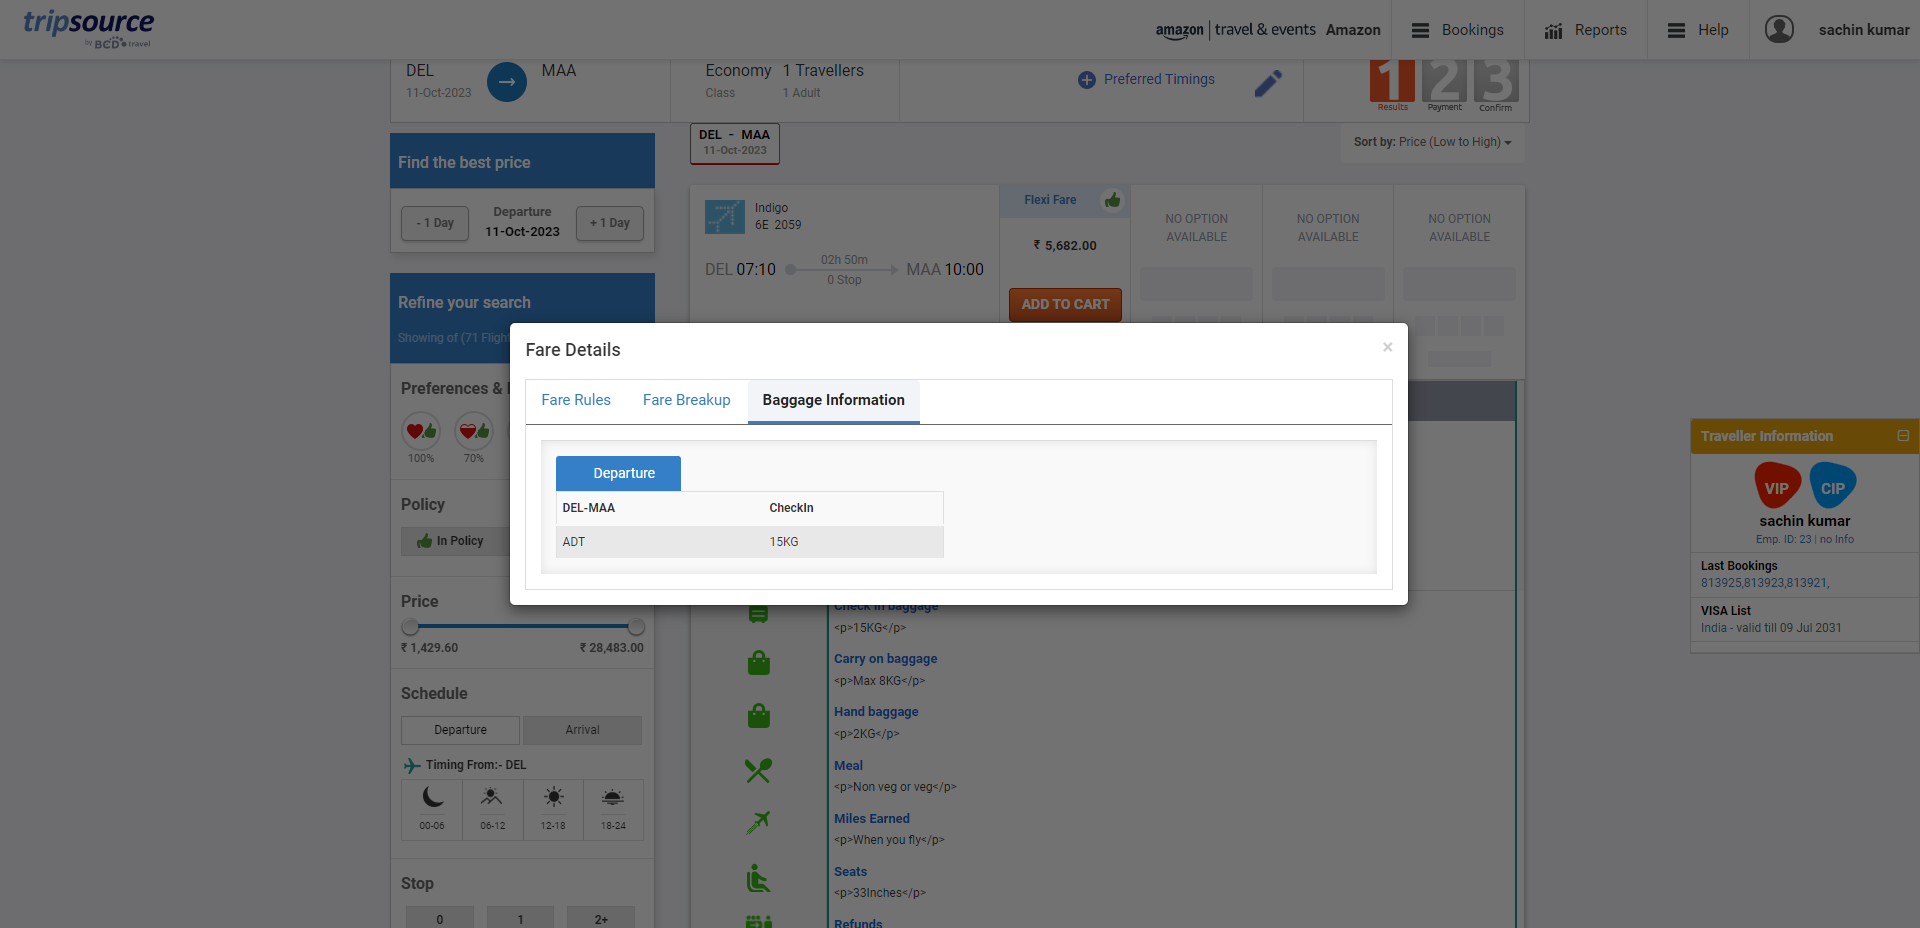 tripsource
by BCD travel
amazon | travel & events Amazon
Bookings
Reports
Help
sachin kumar
DEL
11-Oct-2023
MAA
Economy
Class
1 Travellers
1 Adult
Preferred Timings
1 2 3
Results Payment Confirm
Find the best price
- 1 Day
Departure
11-Oct-2023
+ 1 Day
DEL - MAA
11-Oct-2023
Sort by: Price (Low to High)
Indigo
6E 2059
DEL 07:10
02h 50m
0 Stop
MAA 10:00
Flexi Fare
₹ 5,682.00
ADD TO CART
NO OPTION
AVAILABLE
NO OPTION
AVAILABLE
NO OPTION
AVAILABLE
Refine your search
Showing of (71 Fligh
Preferences &
100%
70%
Policy
In Policy
Price
₹ 1,429.60
₹ 28,483.00
Schedule
Departure
Arrival
Timing From:- DEL
00-06
06-12
12-18
18-24
Stop
0
1
2+
Fare Details
×
Fare Rules
Fare Breakup
Baggage Information
Departure
DEL-MAA CheckIn
ADT 15KG
Check in baggage
<p>15KG</p>
Carry on baggage
<p>Max 8KG</p>
Hand baggage
<p>2KG</p>
Meal
<p>Non veg or veg</p>
Miles Earned
<p>When you fly</p>
Seats
<p>33Inches</p>
Refunds
Traveller Information
VIP
CIP
sachin kumar
Emp. ID: 23 | no Info
Last Bookings
813925,813923,813921,
VISA List
India - valid till 09 Jul 2031